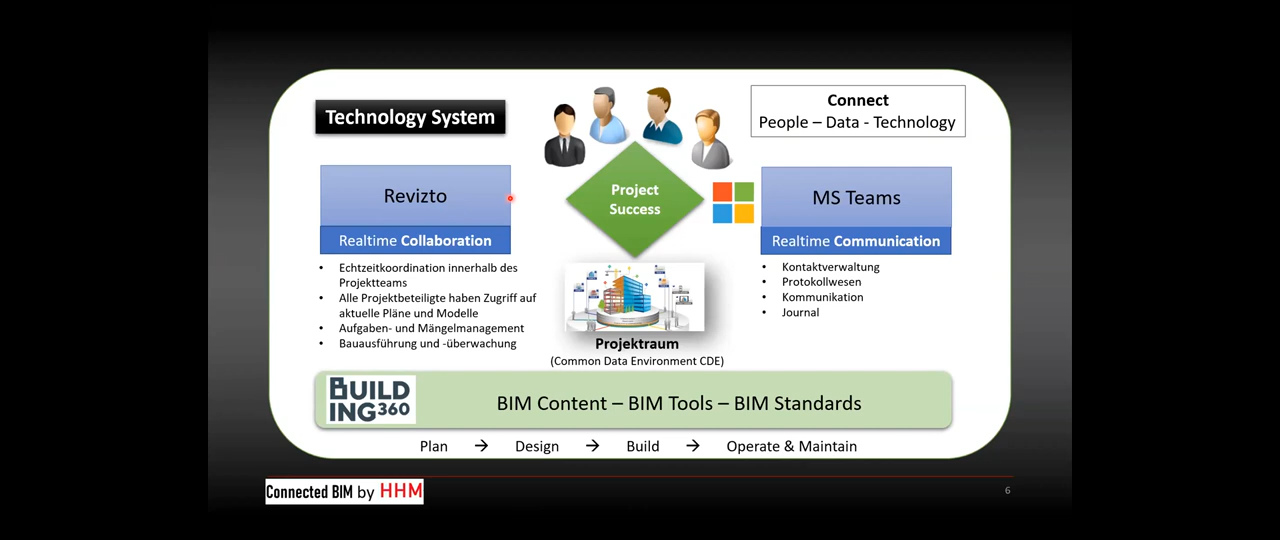 Technology System
Connect
People – Data - Technology
Revizto
Realtime Collaboration
Project
Success
MS Teams
Realtime Communication
• Echtzeitkoordination innerhalb des
Projektteams
• Alle Projektbeteiligte haben Zugriff auf
aktuelle Pläne und Modelle
• Aufgaben- und Mängelmanagement
• Bauausführung und -überwachung
• Kontaktverwaltung
• Protokollwesen
• Kommunikation
• Journal
Projektraum
(Common Data Environment CDE)
BUILD
ING360
BIM Content – BIM Tools – BIM Standards
Plan → Design → Build → Operate & Maintain
Connected BIM by HHM
6